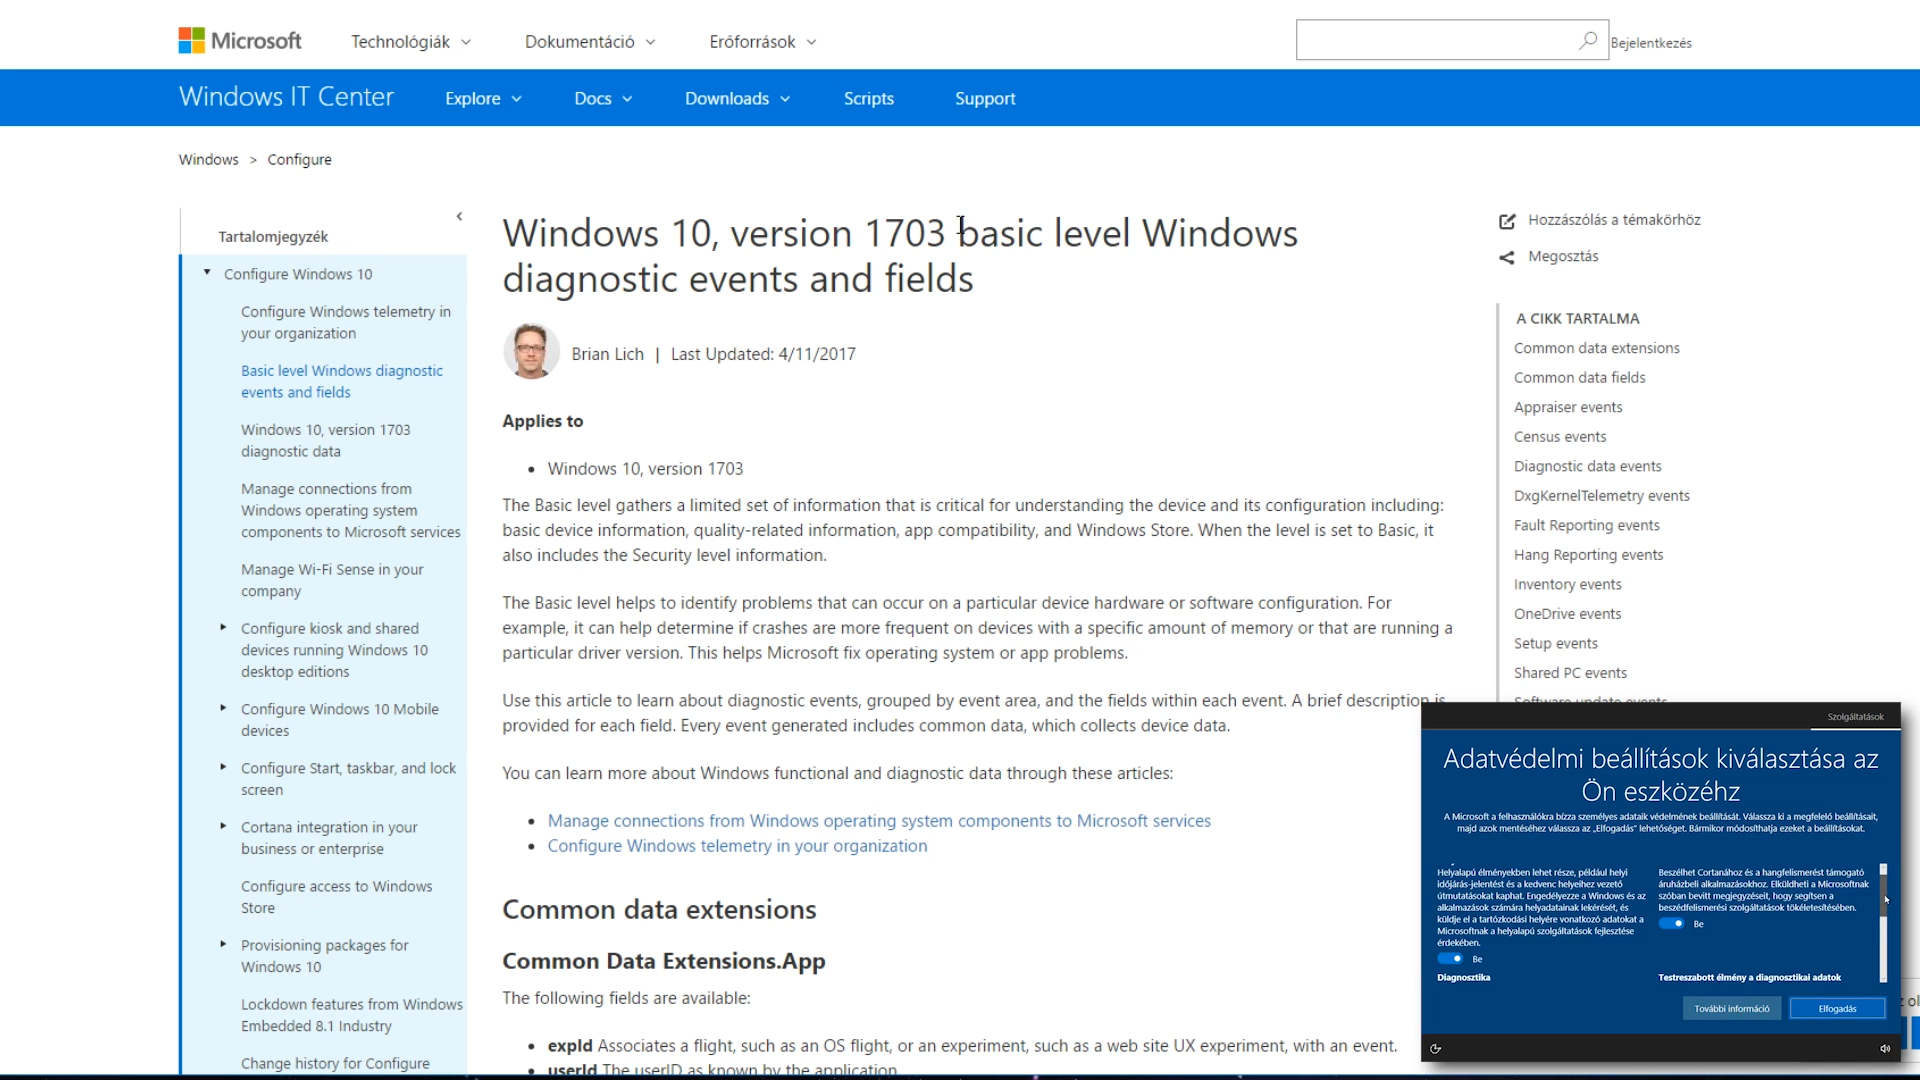 Microsoft
Technológiák
Dokumentáció
Erőforrások
Bejelentkezés
Windows IT Center
Explore
Docs
Downloads
Scripts
Support
Windows > Configure
Tartalomjegyzék
Configure Windows 10
Configure Windows telemetry in
your organization
Basic level Windows diagnostic
events and fields
Windows 10, version 1703
diagnostic data
Manage connections from
Windows operating system
components to Microsoft services
Manage Wi-Fi Sense in your
company
Configure kiosk and shared
devices running Windows 10
desktop editions
Configure Windows 10 Mobile
devices
Configure Start, taskbar, and lock
screen
Cortana integration in your
business or enterprise
Configure access to Windows
Store
Provisioning packages for
Windows 10
Lockdown features from Windows
Embedded 8.1 Industry
Change history for Configure
Windows 10, version 1703 basic level Windows
diagnostic events and fields
Brian Lich | Last Updated: 4/11/2017
Applies to
• Windows 10, version 1703
The Basic level gathers a limited set of information that is critical for understanding the device and its configuration including:
basic device information, quality-related information, app compatibility, and Windows Store. When the level is set to Basic, it
also includes the Security level information.
The Basic level helps to identify problems that can occur on a particular device hardware or software configuration. For
example, it can help determine if crashes are more frequent on devices with a specific amount of memory or that are running a
particular driver version. This helps Microsoft fix operating system or app problems.
Use this article to learn about diagnostic events, grouped by event area, and the fields within each event. A brief description is
provided for each field. Every event generated includes common data, which collects device data.
You can learn more about Windows functional and diagnostic data through these articles:
• Manage connections from Windows operating system components to Microsoft services
• Configure Windows telemetry in your organization
Common data extensions
Common Data Extensions.App
The following fields are available:
• expId Associates a flight, such as an OS flight, or an experiment, such as a web site UX experiment, with an event.
• userId The userID as known by the application.
Hozzászólás a témakörhöz
Megosztás
A CIKK TARTALMA
Common data extensions
Common data fields
Appraiser events
Census events
Diagnostic data events
DxgKernelTelemetry events
Fault Reporting events
Hang Reporting events
Inventory events
OneDrive events
Setup events
Shared PC events
Software update events
Szolgáltatások
Adatvédelmi beállítások kiválasztása az
Ön eszközéhz
A Microsoft a felhasználókra bízza személyes adataik védelmének beállítását. Válassza ki a megfelelő beállításait,
majd azok mentéséhez válassza az „Elfogadás" lehetőséget. Bármikor módosíthatja ezeket a beállításokat.
Helyalapú élményekben lehet része, például helyi
időjárás-jelentést és a kedvenc helyeihez vezető
útmutatásokat kaphat. Engedélyezze a Windows és az
alkalmazások számára helyadatainak lekérését, és
küldje el a tartózkodási helyére vonatkozó adatokat a
Microsoftnak a helyalapú szolgáltatások fejlesztése
érdekében.
Be
Diagnosztika
Beszélhet Cortanához és a hangfelismerést támogató
áruházbeli alkalmazásokhoz. Elküldheti a Microsoftnak
szóban bevitt megjegyzéseit, hogy segítsen a
beszédfelismerési szolgáltatások tökéletesítésében.
Be
Testreszabott élmény a diagnosztikai adatok
További információ
Elfogadás